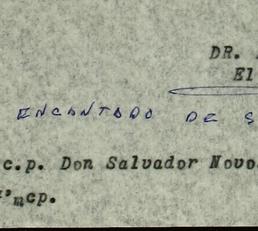 DR.
El
ENCANTADO DE S
c.p. Don Salvador Novo
'mcp.